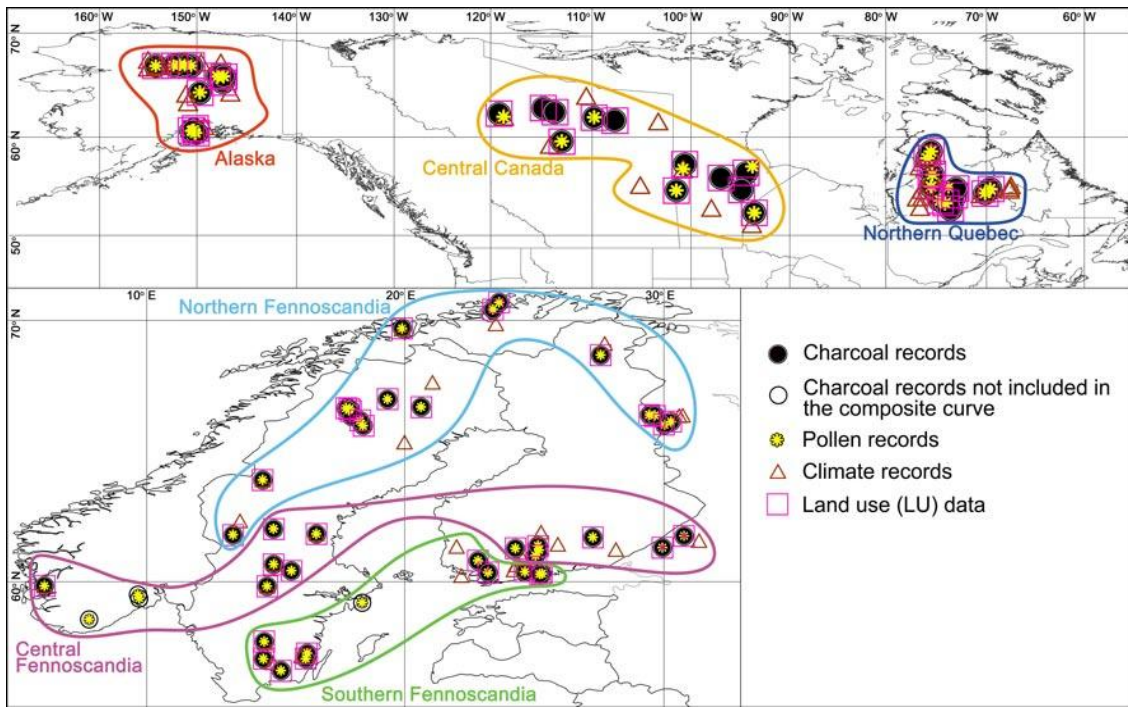 160° W
150° W
140° W
130° W
120° W
110° W
100° W
90° W
80° W
70° W
60° W
70° N
60° N
50° N
Alaska
Central Canada
Northern Quebec
10° E
20° E
30° E
Northern Fennoscandia
70° N
60° N
Central
Fennoscandia
Southern Fennoscandia
Charcoal records
Charcoal records not included in
the composite curve
Pollen records
Climate records
Land use (LU) data